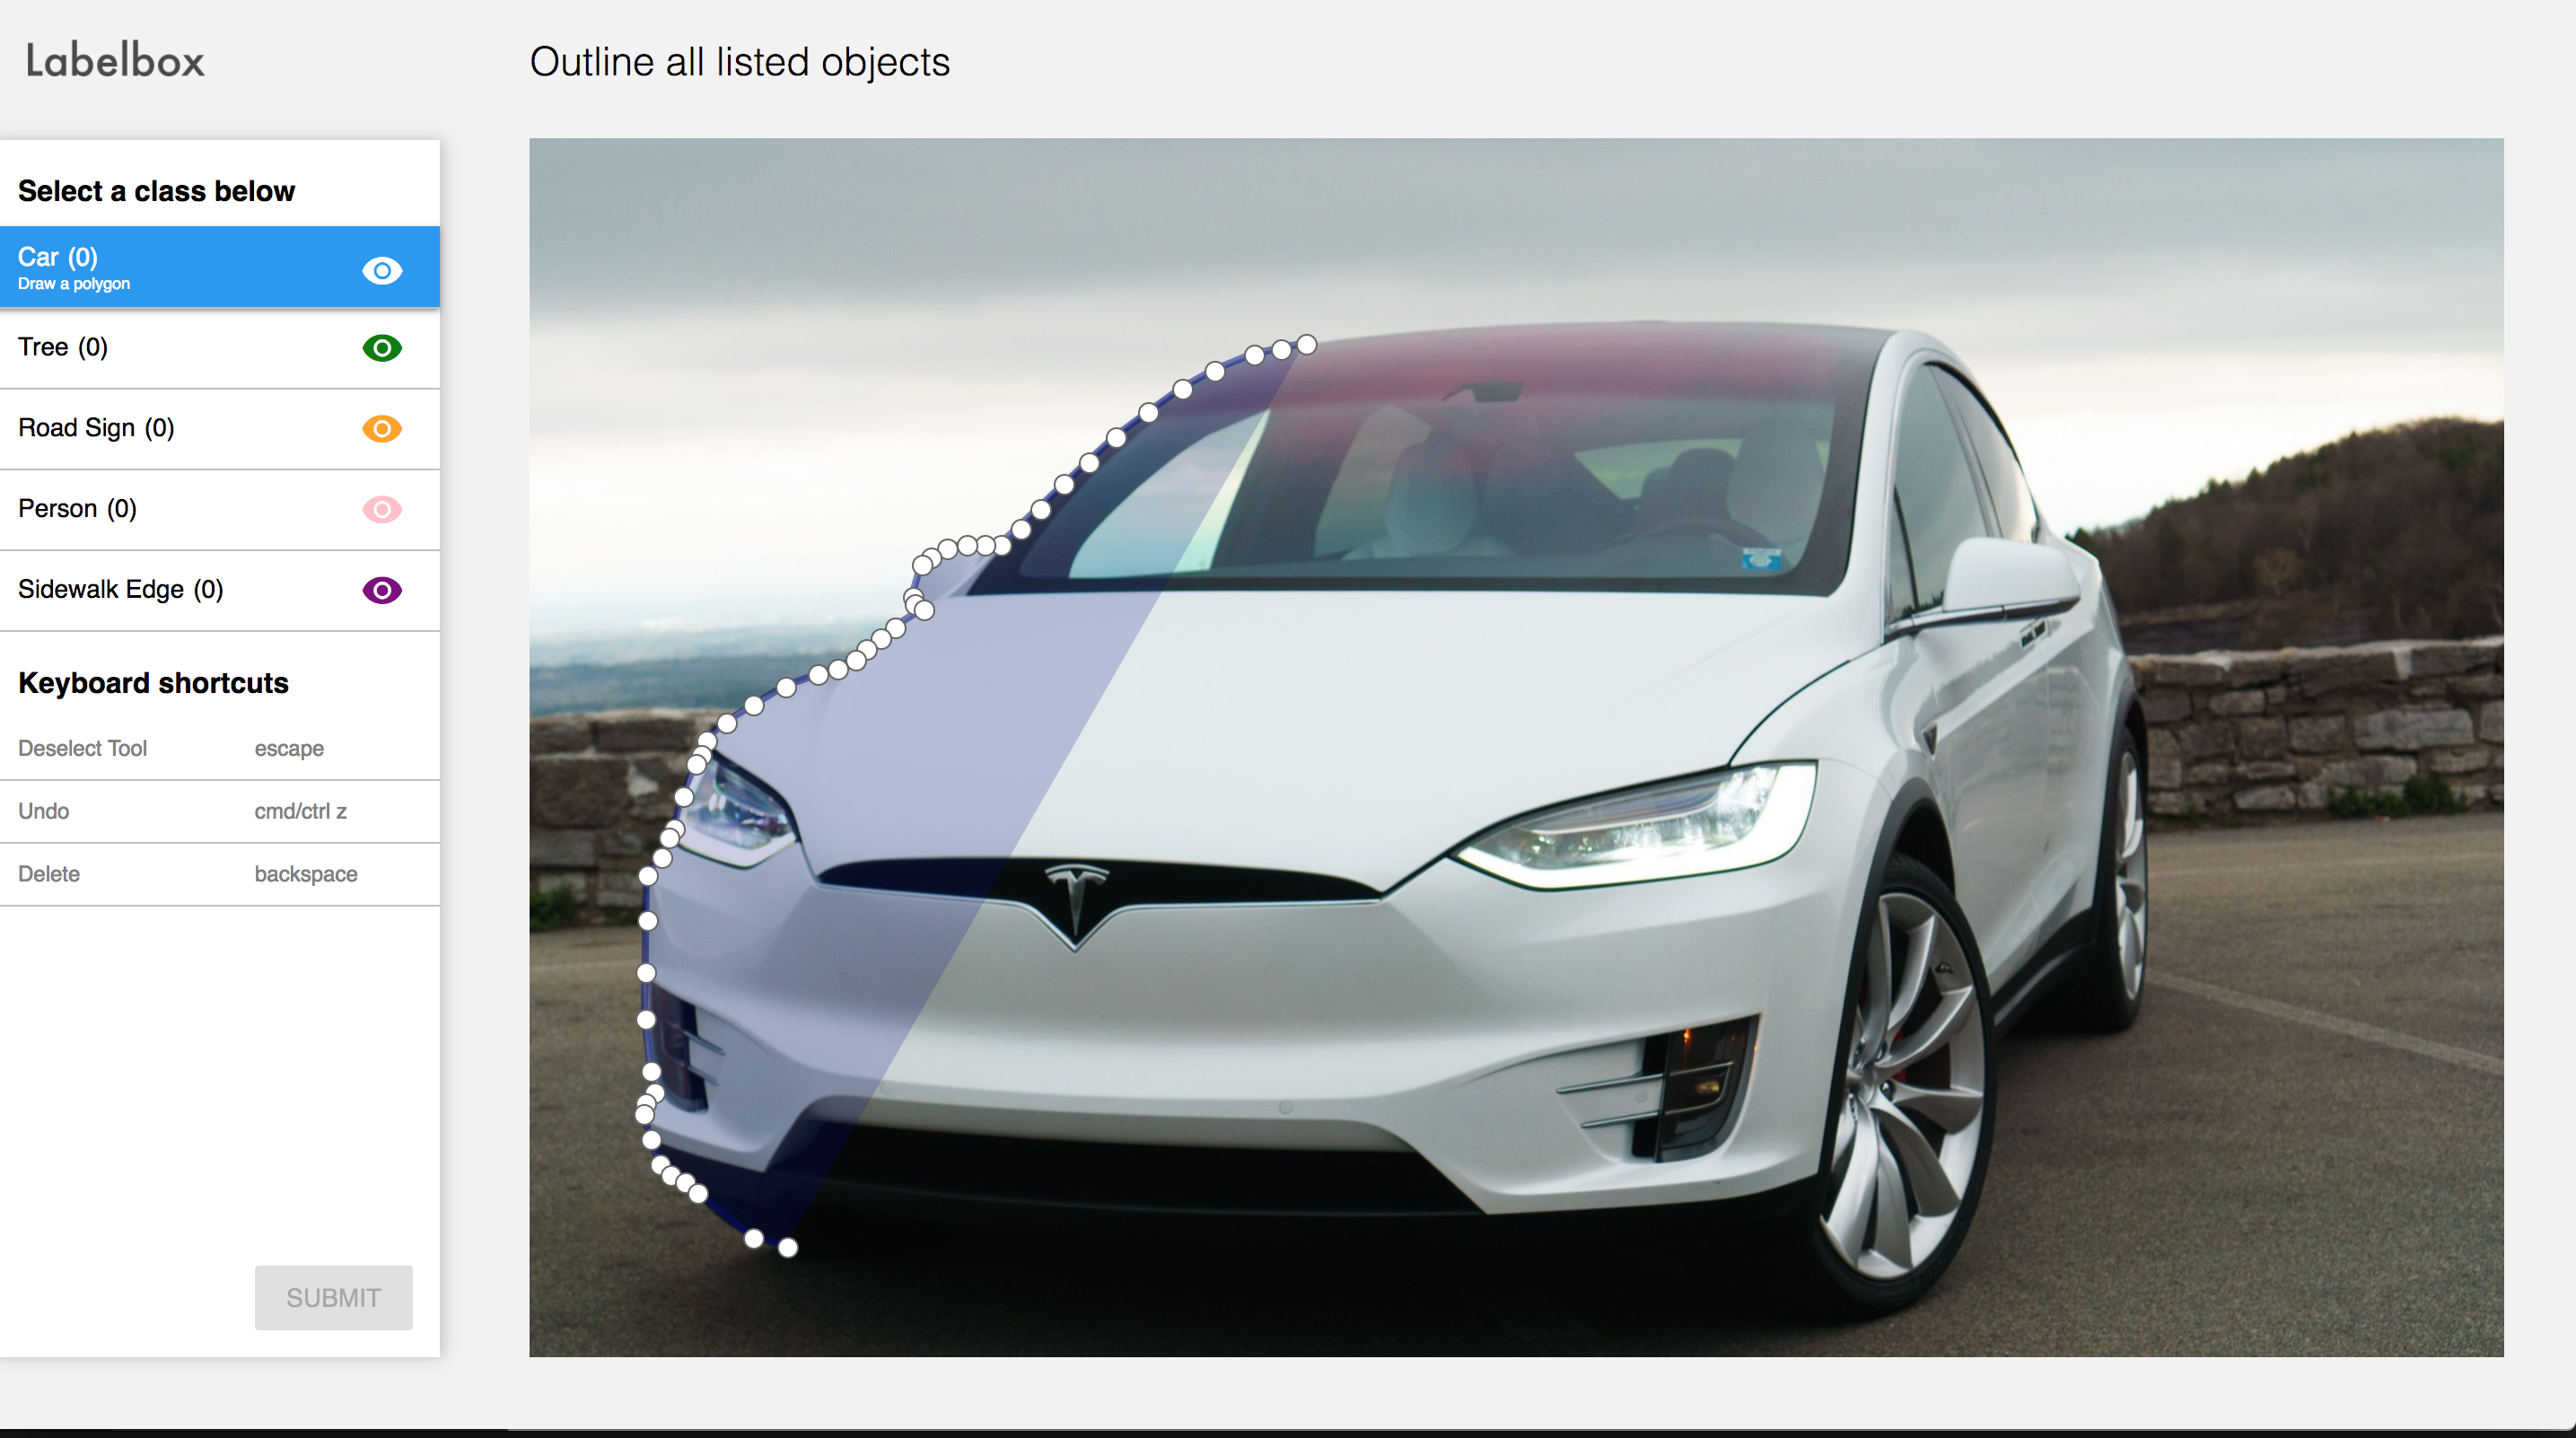 Labelbox
Outline all listed objects
Select a class below
Car (0)
Draw a polygon
Tree (0)
Road Sign (0)
Person (0)
Sidewalk Edge (0)
Keyboard shortcuts
Deselect Tool escape
Undo cmd/ctrl z
Delete backspace
SUBMIT